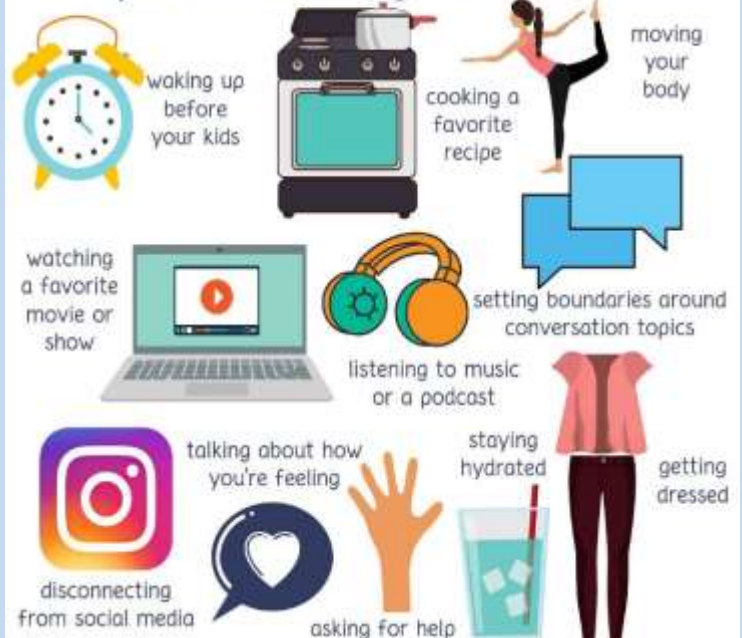 waking up
before
your kids
cooking a
favorite
recipe
moving
your
body
watching
a favorite
movie or
show
listening to music
or a podcast
setting boundaries around
conversation topics
talking about how
you're feeling
staying
hydrated
getting
dressed
disconnecting
from social media
asking for help